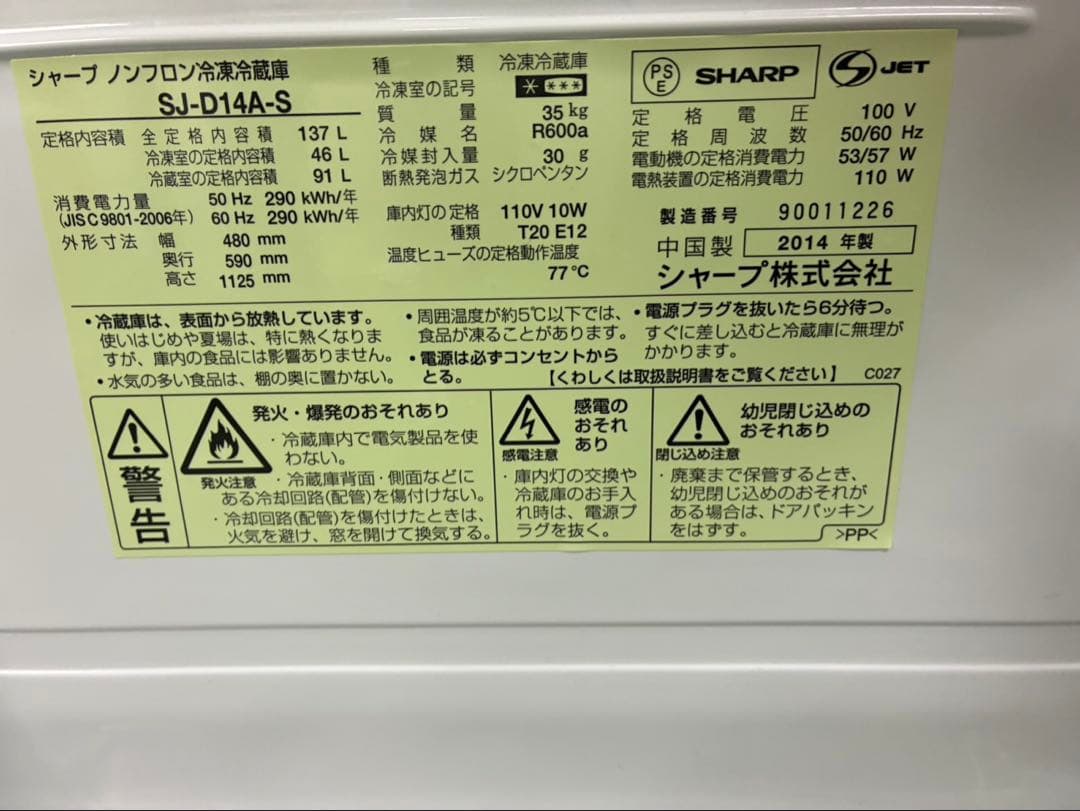 シャープ ノンフロン冷凍冷蔵庫
SJ-D14A-S
定格内容積 全定格内容積 137 L
冷凍室の定格内容積 46 L
冷蔵室の定格内容積 91 L
消費電力量 50 Hz 290 kWh/年
(JIS C 9801-2006年) 60 Hz 290 kWh/年
外形寸法 幅 480 mm
奥行 590 mm
高さ 1125 mm
種類 冷凍冷蔵庫
冷凍室の記号 * ***
質量 35 kg
冷媒名 R600a
冷媒封入量 30 g
断熱発泡ガス シクロペンタン
庫内灯の定格 110V 10W
種類 T20 E12
温度ヒューズの定格動作温度
77℃
PS
E
SHARP
S JET
定格電圧 100 V
定格周波数 50/60 Hz
電動機の定格消費電力 53/57 W
電熱装置の定格消費電力 110 W
製造番号 90011226
中国製 2014 年製
シャープ株式会社
・冷蔵庫は、表面から放熱しています。
使いはじめや夏場は、特に熱くなりま
すが、庫内の食品には影響ありません。
・水気の多い食品は、棚の奥に置かない。
・周囲温度が約5℃以下では、
食品が凍ることがあります。
・電源は必ずコンセントから
とる。
・電源プラグを抜いたら6分待つ。
すぐに差し込むと冷蔵庫に無理が
かかります。
【くわしくは取扱説明書をご覧ください】 C027
警告
発火注意
発火・爆発のおそれあり
・冷蔵庫内で電気製品を使
わない。
・冷蔵庫背面・側面などに
ある冷却回路(配管)を傷付けない。
・冷却回路(配管)を傷付けたときは、
火気を避け、窓を開けて換気する。
感電注意
感電の
おそれ
あり
・庫内灯の交換や
冷蔵庫のお手入
れ時は、電源プ
ラグを抜く。
閉じ込め注意
幼児閉じ込めの
おそれあり
・廃棄まで保管するとき、
幼児閉じ込めのおそれが
ある場合は、ドアパッキン
をはずす。
>PP<